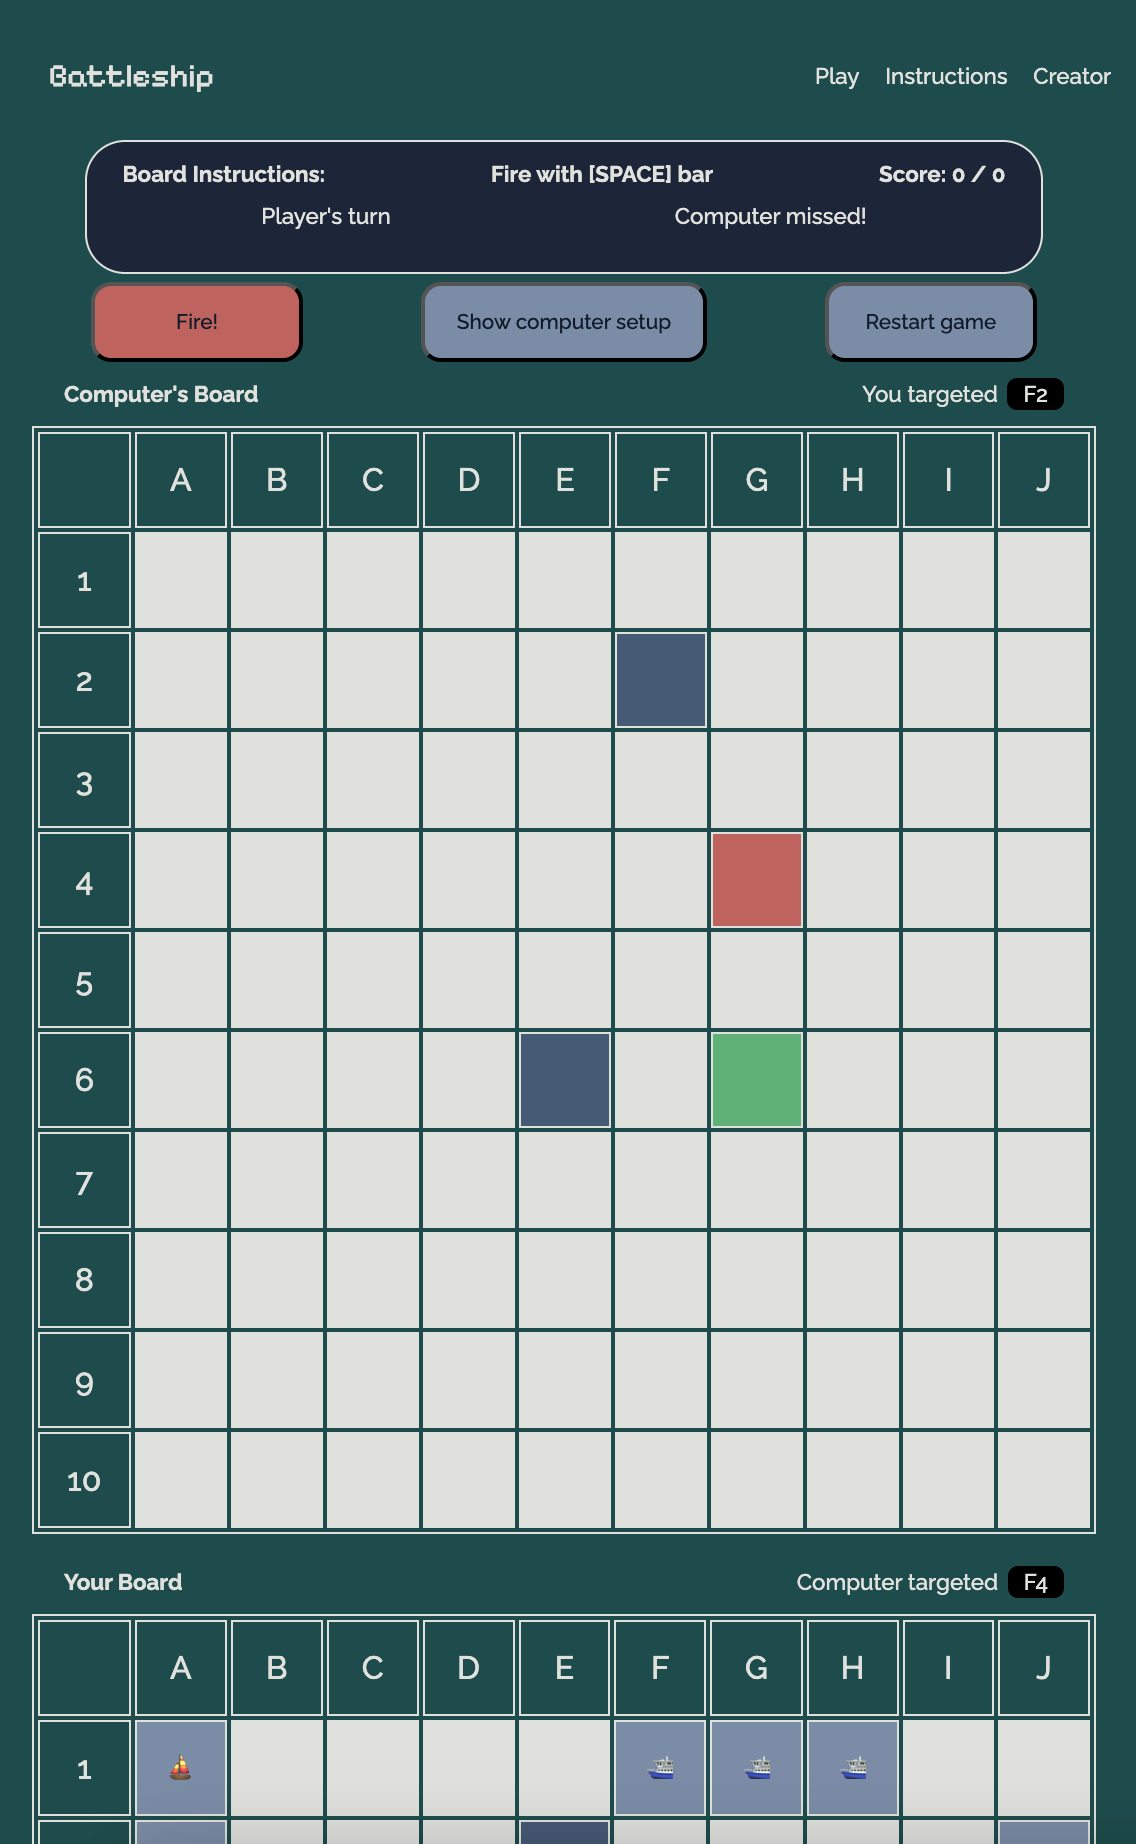 Battleship
Play Instructions Creator
Board Instructions: Fire with [SPACE] bar Score: 0 / 0
Player's turn Computer missed!
Fire! Show computer setup Restart game
Computer's Board You targeted F2
A B C D E F G H I J
1
2
3
4
5
6
7
8
9
10
Your Board Computer targeted F4
A B C D E F G H I J
1